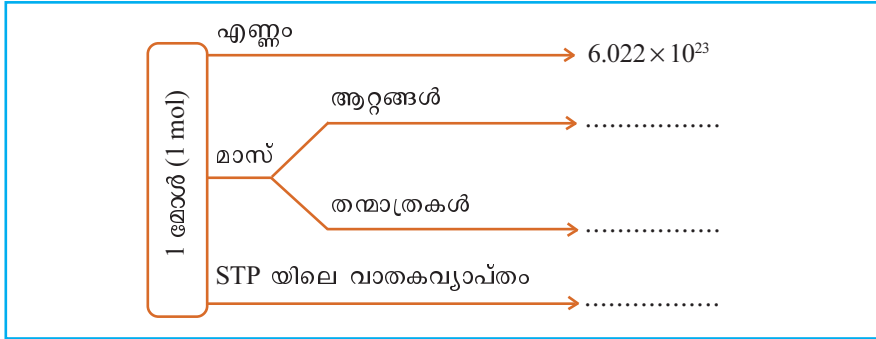 എണ്ണം
6.022 × 10²³
ആറ്റങ്ങൾ
.................
1 മോൾ (1 mol)
മാസ്
തന്മാത്രകൾ
.................
STP യിലെ വാതകവ്യാപ്തം
.................